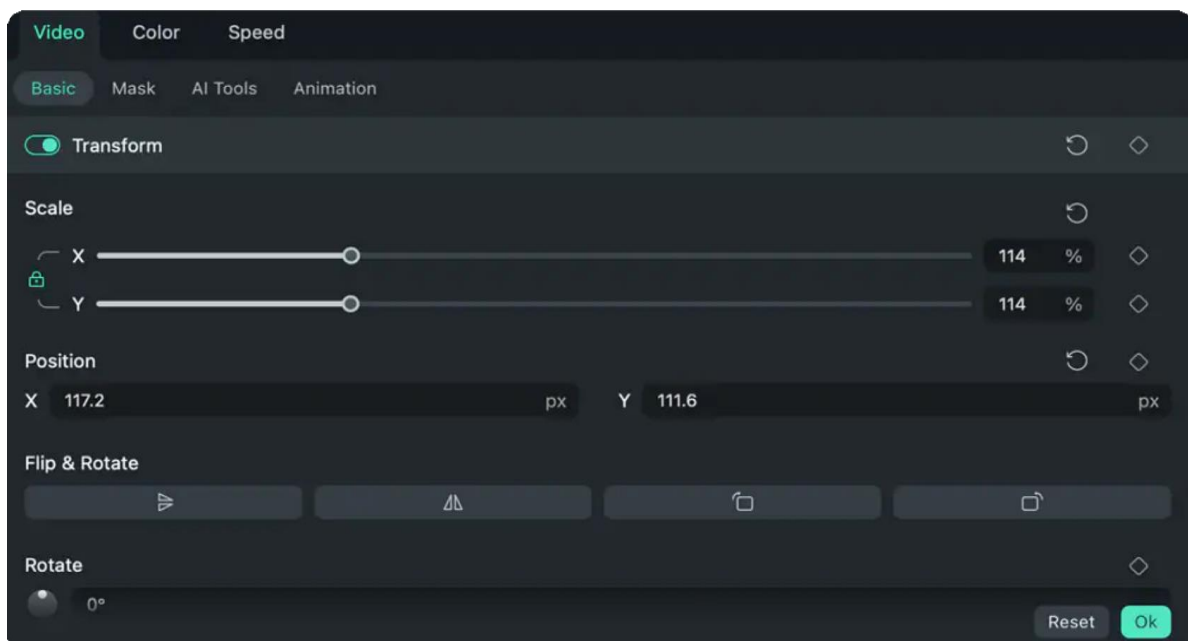 Video Color Speed
Basic Mask AI Tools Animation
Transform
Scale
X 114 %
Y 114 %
Position
X 117.2 px Y 111.6 px
Flip & Rotate
Rotate
0°
Reset Ok